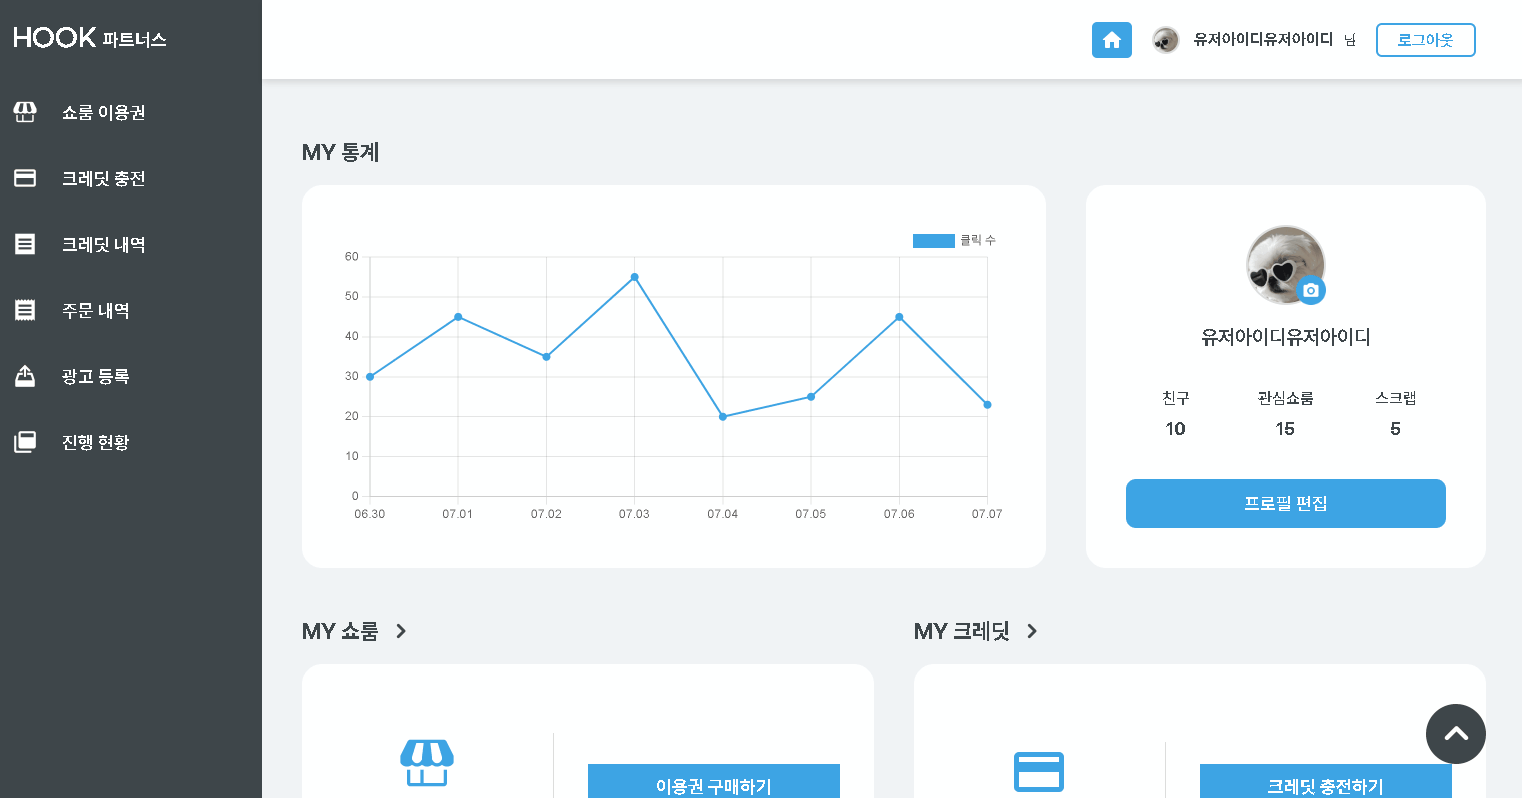 HOOK 파트너스
쇼룸 이용권
크레딧 충전
크레딧 내역
주문 내역
광고 등록
진행 현황
유저아이디유저아이디 님
로그아웃
MY 통계
클릭 수
60
50
40
30
20
10
0
06.30 07.01 07.02 07.03 07.04 07.05 07.06 07.07
유저아이디유저아이디
친구 관심쇼룸 스크랩
10 15 5
프로필 편집
MY 쇼룸
이용권 구매하기
MY 크레딧
크레딧 충전하기